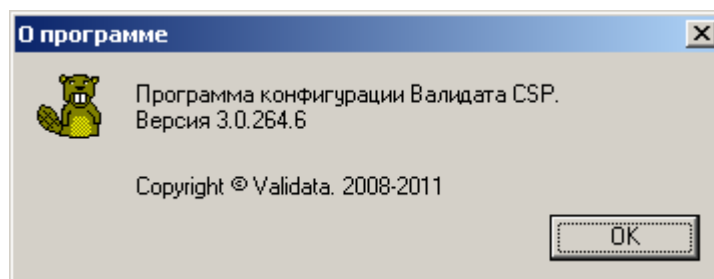 О программе
Программа конфигурации Валидата CSP.
Версия 3.0.264.6
Copyright © Validata. 2008-2011
OK